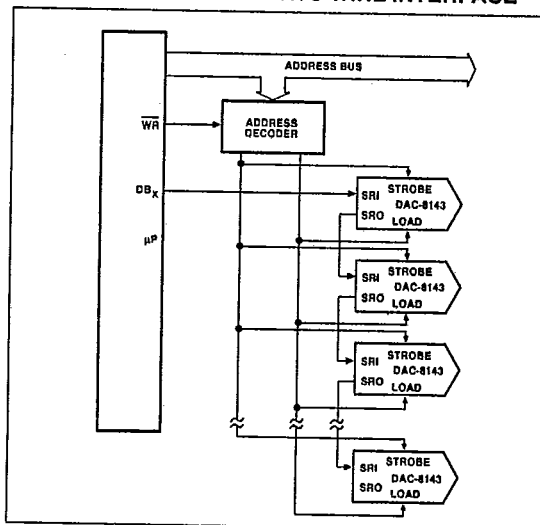 INTERFACE
ADDRESS BUS
WR
ADDRESS
DECODER
DBX
μP
SRI STROBE
DAC-8143
SRO LOAD
SRI STROBE
DAC-8143
SRO LOAD
SRI STROBE
DAC-8143
SRO LOAD
SRI STROBE
DAC-8143
SRO LOAD